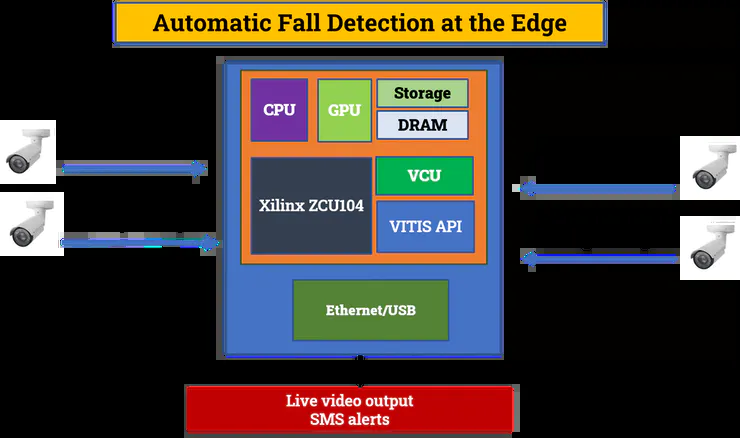 Automatic Fall Detection at the Edge
CPU
GPU
Storage
DRAM
Xilinx ZCU104
VCU
VITIS API
Ethernet/USB
Live video output
SMS alerts